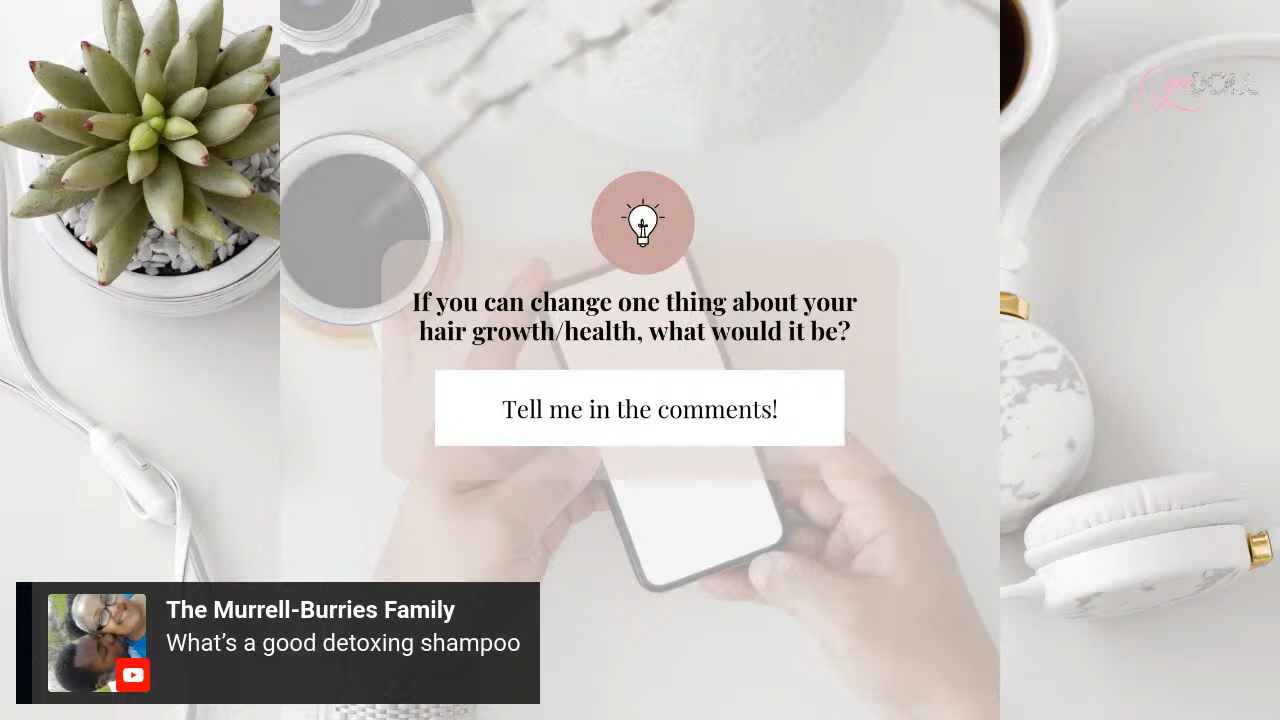 If you can change one thing about your
hair growth/health, what would it be?
Tell me in the comments!
The Murrell-Burries Family
What’s a good detoxing shampoo